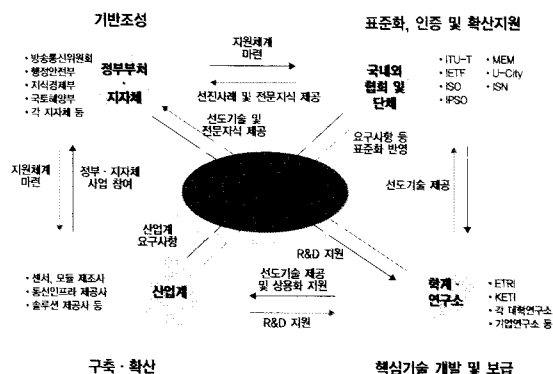 기반조성
표준화, 인증 및 확산지원
• 방송통신위원회
• 행정안전부
• 지식경제부
• 국토해양부
• 각 지자체 등
정부부처
·
지자체
지원체계
마련
선진사례 및 전문지식 제공
국내외
협회 및
단체
• ITU-T
• IETF
• ISO
• IPSO
• MEM
• U-City
• ISN
선도기술 및
전문지식 제공
요구사항 등
표준화 반영
지원체계
마련
정부 · 지자체
사업 참여
선도기술 제공
산업계
요구사항
R&D 지원
• 센서, 모듈 제조사
• 통신인프라 제공사
• 솔루션 제공사 등
산업계
선도기술 제공
및 상용화 지원
R&D 지원
학계
연구소
• ETRI
• KETI
• 각 대학연구소
• 기업연구소 등
구축 · 확산
핵심기술 개발 및 보급